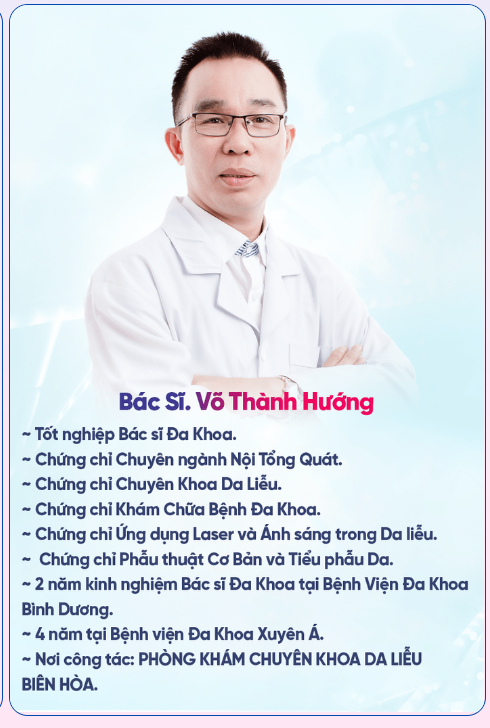 Bác Sĩ. Võ Thành Hướng
~ Tốt nghiệp Bác sĩ Đa Khoa.
~ Chứng chỉ Chuyên ngành Nội Tổng Quát.
~ Chứng chỉ Chuyên Khoa Da Liễu.
~ Chứng chỉ Khám Chữa Bệnh Đa Khoa.
~ Chứng chỉ Ứng dụng Laser và Ánh sáng trong Da liễu.
~ Chứng chỉ Phẫu thuật Cơ Bản và Tiểu phẫu Da.
~ 2 năm kinh nghiệm Bác sĩ Đa Khoa tại Bệnh Viện Đa Khoa
Bình Dương.
~ 4 năm tại Bệnh viện Đa Khoa Xuyên Á.
~ Nơi công tác: PHÒNG KHÁM CHUYÊN KHOA DA LIỄU
BIÊN HÒA.